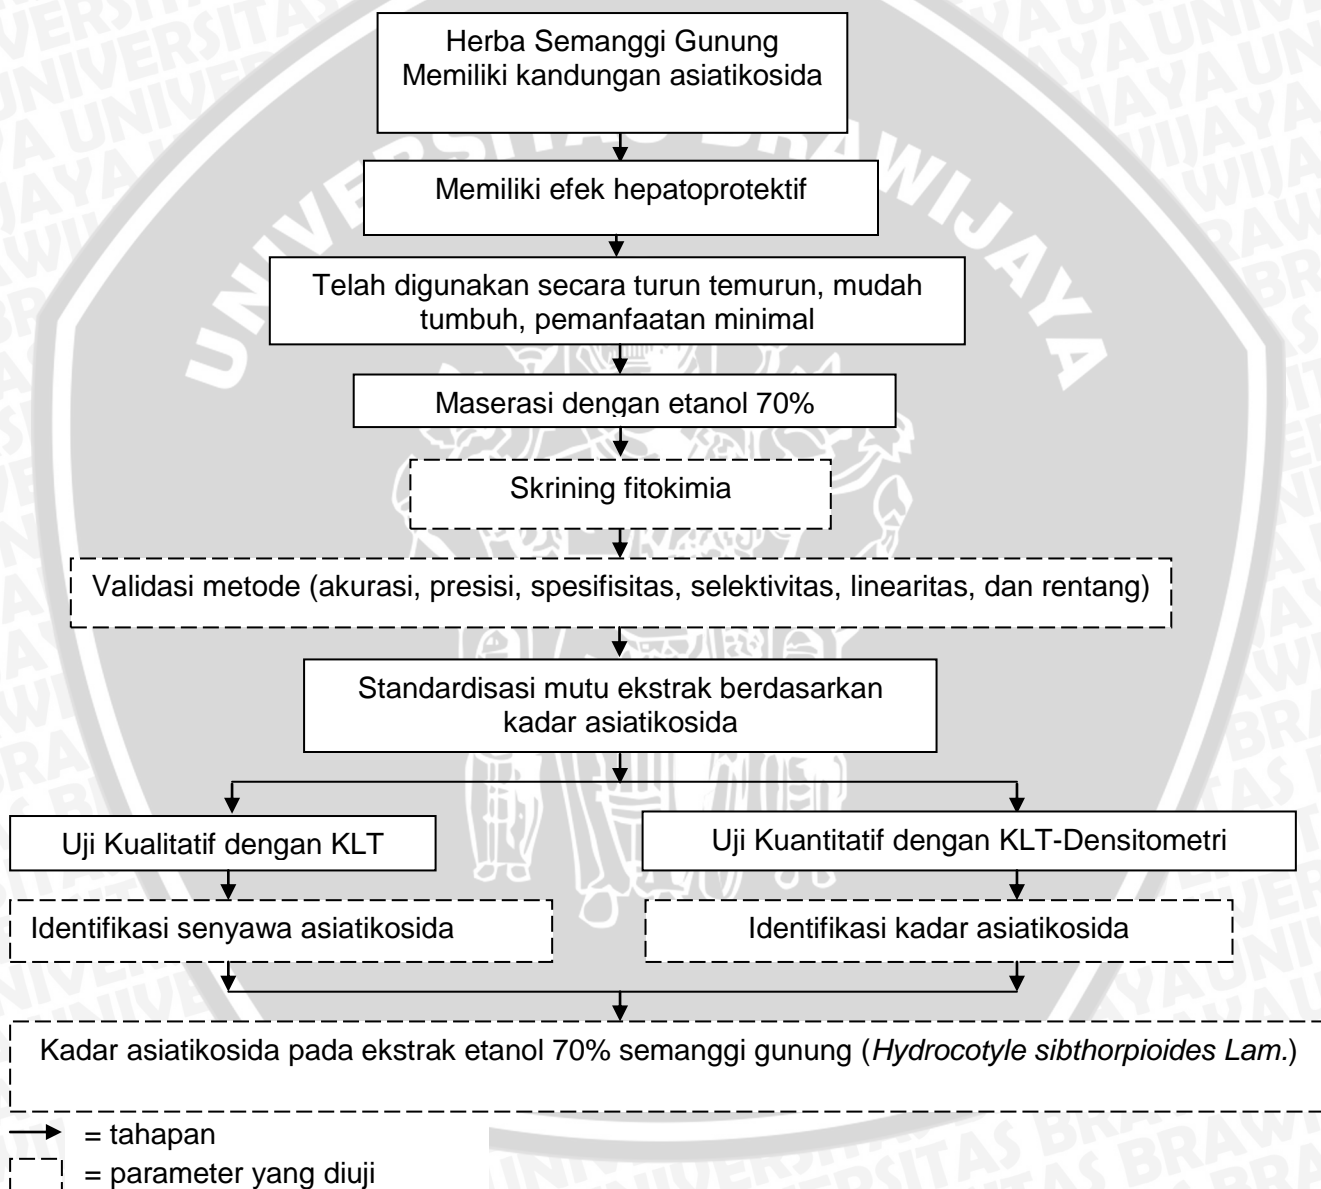 Herba Semanggi Gunung
Memiliki kandungan asiatikosida
UNIVERSITAS BRAWIJAYA
Memiliki efek hepatoprotektif
Telah digunakan secara turun temurun, mudah
tumbuh, pemanfaatan minimal
Maserasi dengan etanol 70%
Skrining fitokimia
Validasi metode (akurasi, presisi, spesifisitas, selektivitas, linearitas, dan rentang)
Standardisasi mutu ekstrak berdasarkan
kadar asiatikosida
Uji Kualitatif dengan KLT
Uji Kuantitatif dengan KLT-Densitometri
Identifikasi senyawa asiatikosida
Identifikasi kadar asiatikosida
Kadar asiatikosida pada ekstrak etanol 70% semanggi gunung (Hydrocotyle sibthorpioides Lam.)
= tahapan
= parameter yang diuji